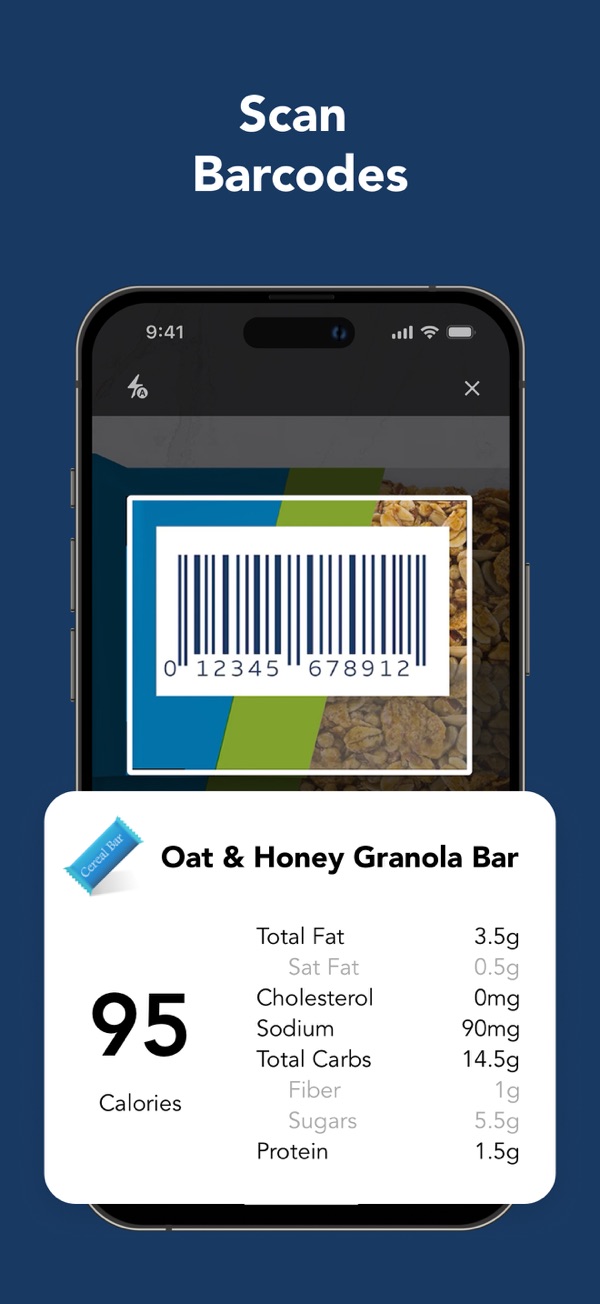 Scan
Barcodes
9:41
A
0 12345 678912
Cereal Bar
Oat & Honey Granola Bar
95
Calories
Total Fat 3.5g
Sat Fat 0.5g
Cholesterol 0mg
Sodium 90mg
Total Carbs 14.5g
Fiber 1g
Sugars 5.5g
Protein 1.5g